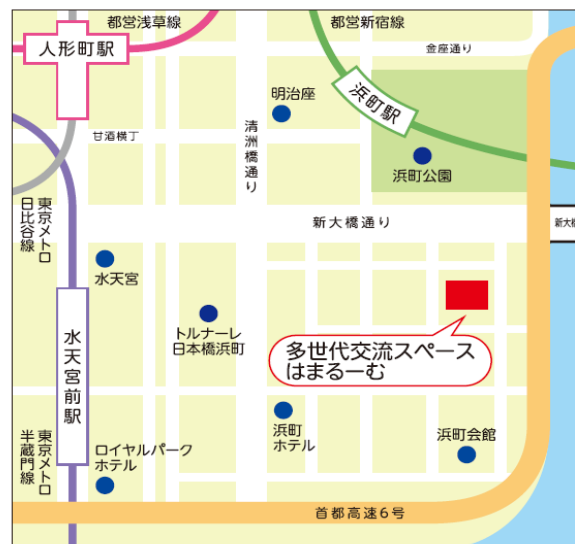 都営浅草線
都営新宿線
人形町駅
金座通り
明治座
浜町駅
甘酒横丁
清洲橋通り
浜町公園
東京メトロ
日比谷線
新大橋通り
新大橋
水天宮
トルナーレ
日本橋浜町
水天宮前駅
多世代交流スペース
はまるーむ
浜町
ホテル
浜町会館
東京メトロ
半蔵門線
ロイヤルパーク
ホテル
首都高速6号